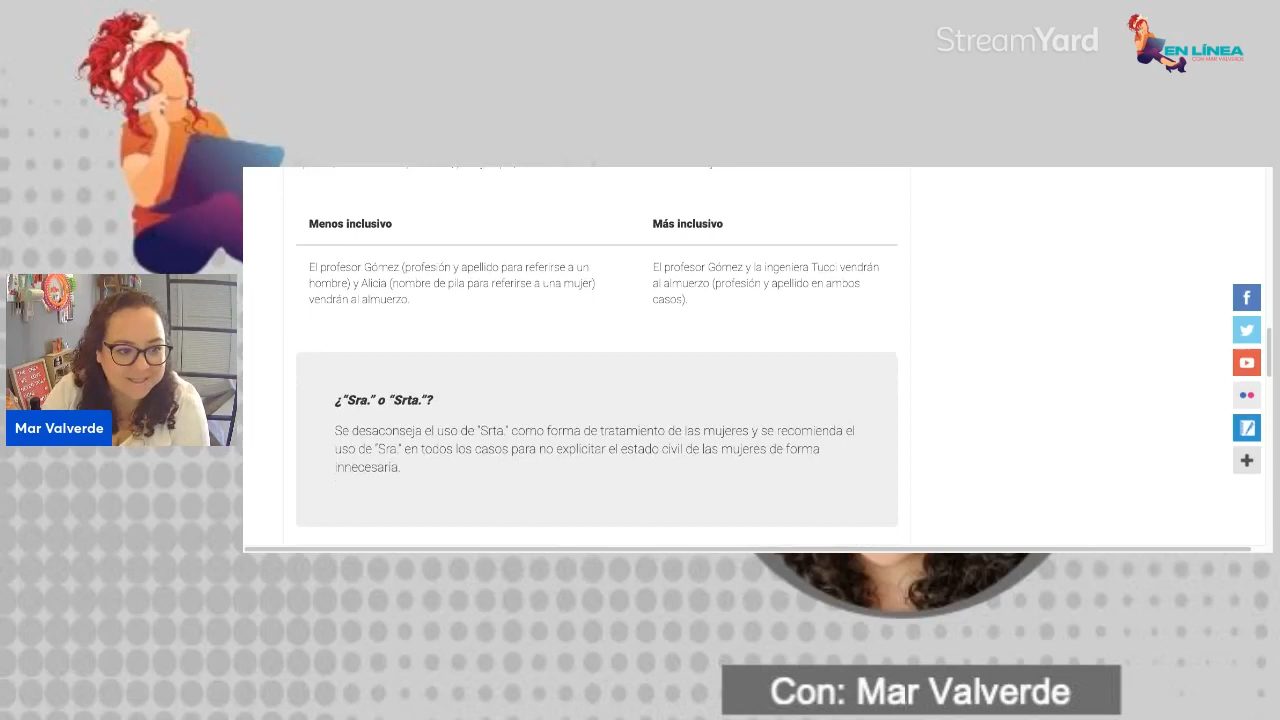 StreamYard
EN LÍNEA
CON MAR VALVERDE
Menos inclusivo
Más inclusivo
El profesor Gómez (profesión y apellido para referirse a un
hombre) y Alicia (nombre de pila para referirse a una mujer)
vendrán al almuerzo.
El profesor Gómez y la ingeniera Tucci vendrán
al almuerzo (profesión y apellido en ambos
casos).
¿“Sra.” o “Srta.”?
Se desaconseja el uso de “Srta.” como forma de tratamiento de las mujeres y se recomienda el
uso de “Sra.” en todos los casos para no explicitar el estado civil de las mujeres de forma
innecesaria.
Mar Valverde
Con: Mar Valverde